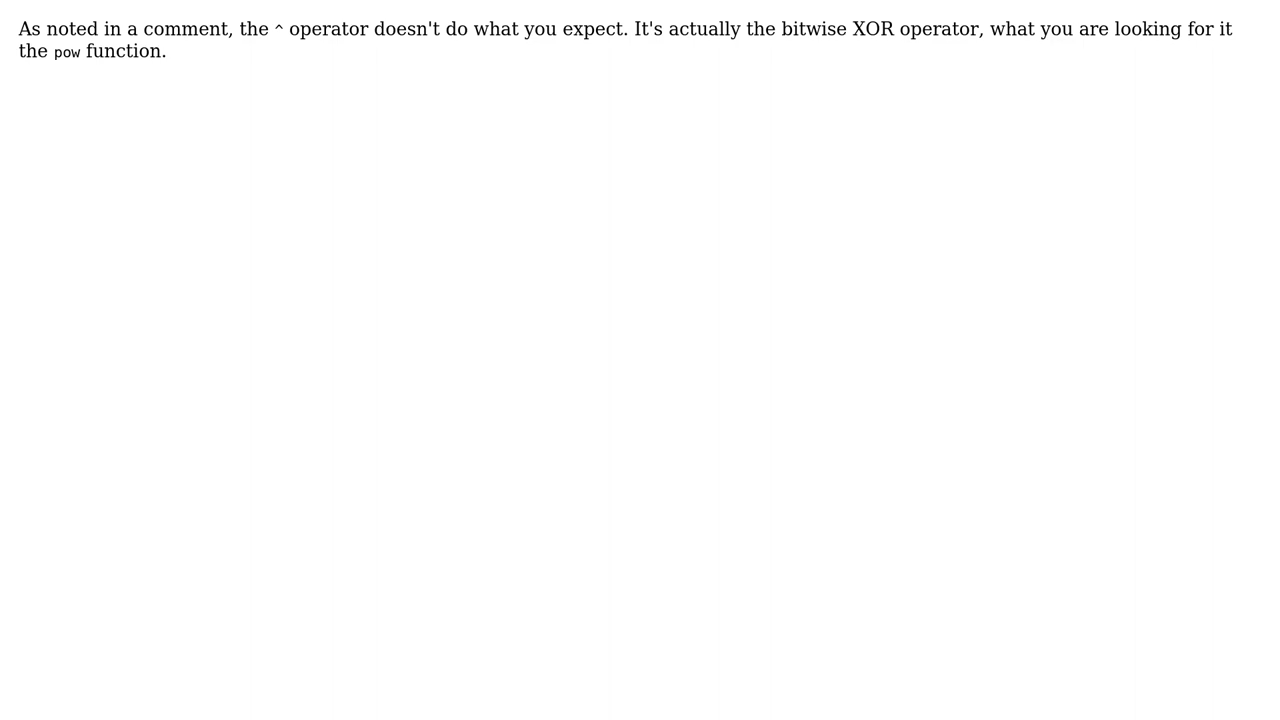 As noted in a comment, the ^ operator doesn't do what you expect. It's actually the bitwise XOR operator, what you are looking for it
the pow function.